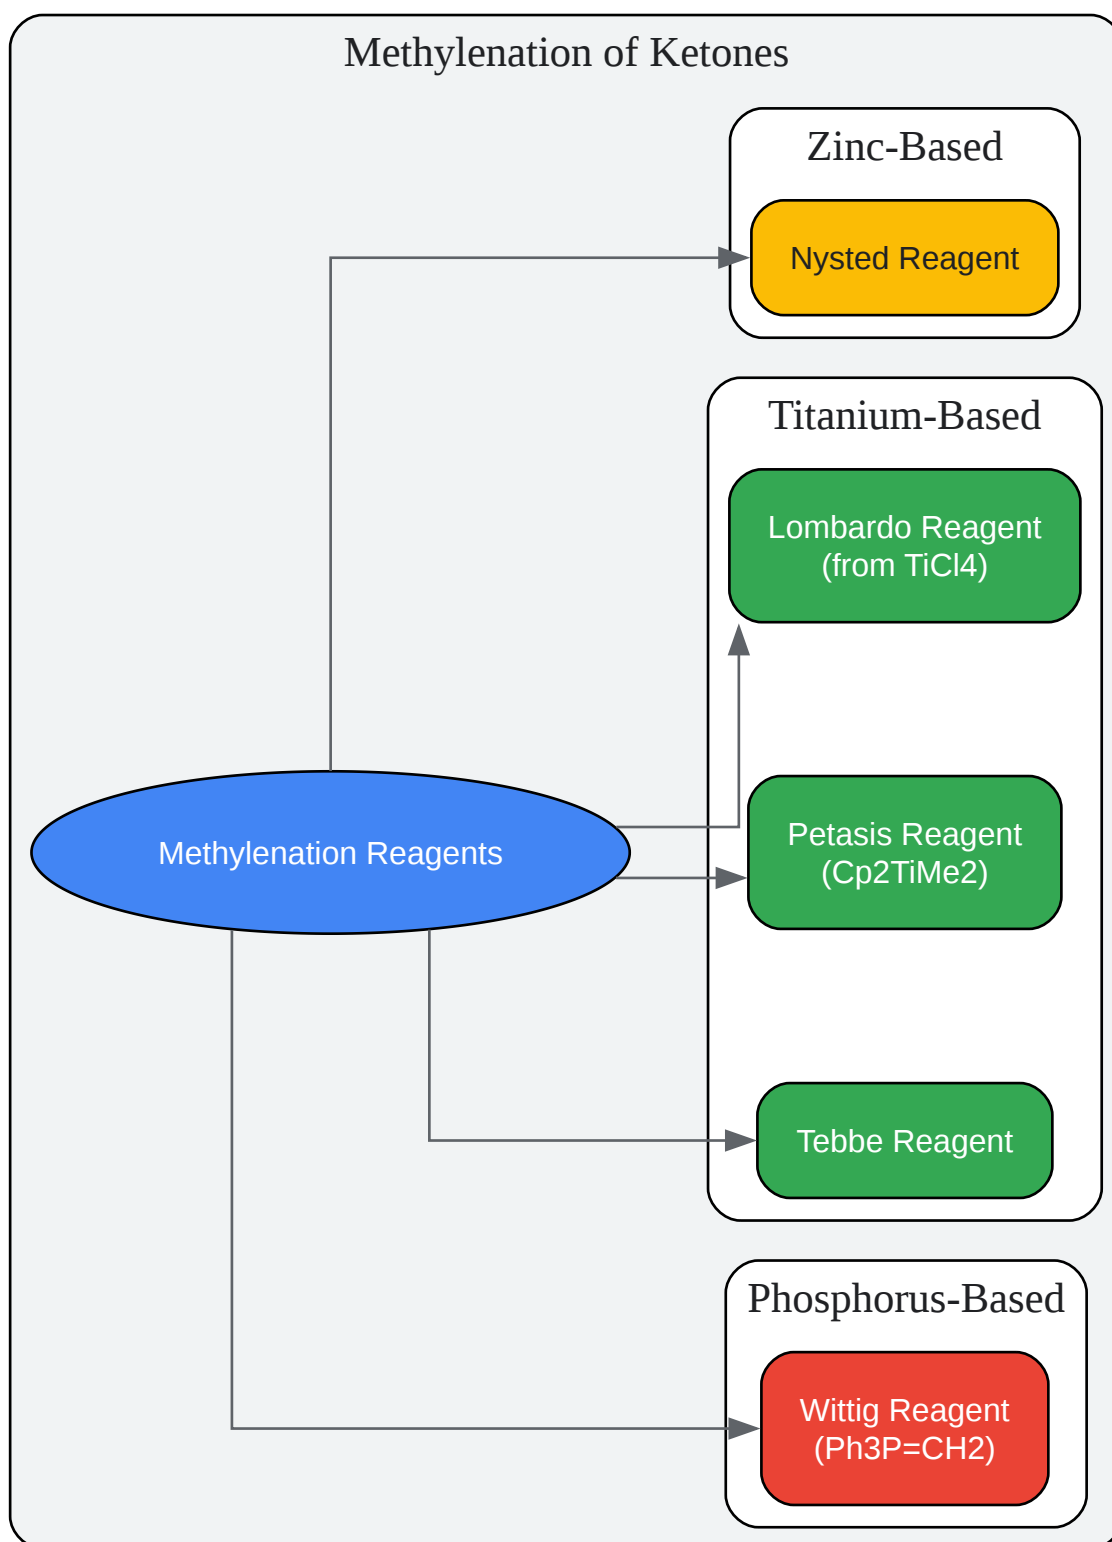 Methylenation of Ketones
Zinc-Based
Nysted Reagent
Titanium-Based
Lombardo Reagent
(from TiCl4)
Methylenation Reagents
Petasis Reagent
(Cp2TiMe2)
Tebbe Reagent
Phosphorus-Based
Wittig Reagent
(Ph3P=CH2)